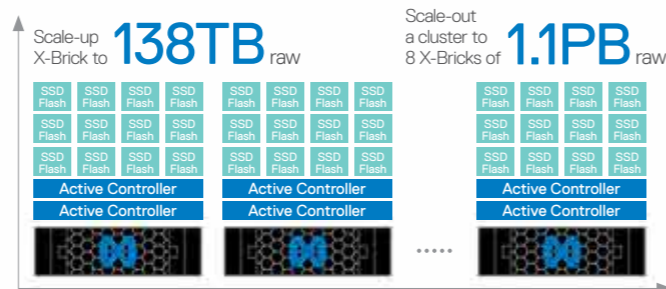 Scale-up
X-Brick to 138TB raw
Scale-out
a cluster to
8 X-Bricks of 1.1PB raw
SSD Flash SSD Flash SSD Flash SSD Flash
SSD Flash SSD Flash SSD Flash SSD Flash
SSD Flash SSD Flash SSD Flash SSD Flash
Active Controller
Active Controller
SSD Flash SSD Flash SSD Flash SSD Flash
SSD Flash SSD Flash SSD Flash SSD Flash
SSD Flash SSD Flash SSD Flash SSD Flash
Active Controller
Active Controller
.....
SSD Flash SSD Flash SSD Flash SSD Flash
SSD Flash SSD Flash SSD Flash SSD Flash
SSD Flash SSD Flash SSD Flash SSD Flash
Active Controller
Active Controller